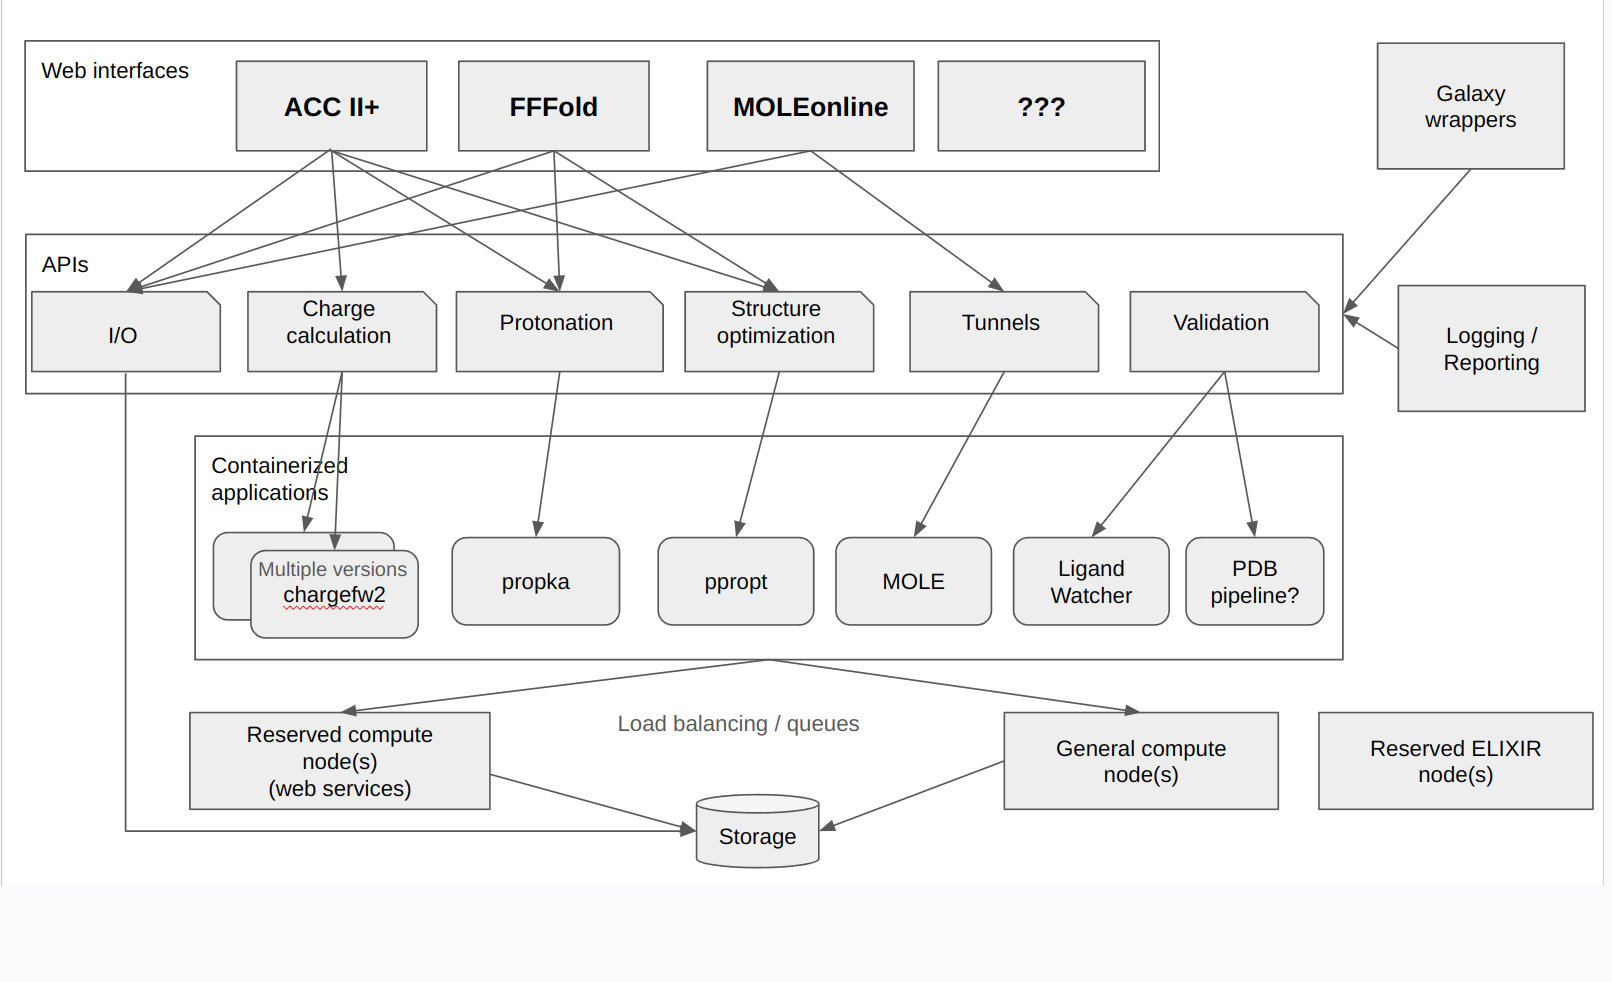 Web interfaces
ACC II+
FFFold
MOLEonline
???
Galaxy
wrappers
APIs
I/O
Charge
calculation
Protonation
Structure
optimization
Tunnels
Validation
Logging /
Reporting
Containerized
applications
Multiple versions
chargefw2
propka
ppropt
MOLE
Ligand
Watcher
PDB
pipeline?
Reserved compute
node(s)
(web services)
Load balancing / queues
General compute
node(s)
Reserved ELIXIR
node(s)
Storage